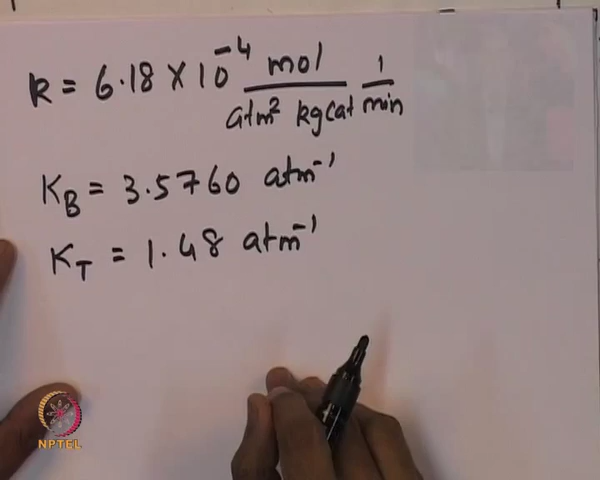 k = 6.18 × 10⁻⁴ mol / atm² kgcat 1 / min
K_B = 3.5760 atm⁻¹
K_T = 1.48 atm⁻¹
NPTEL